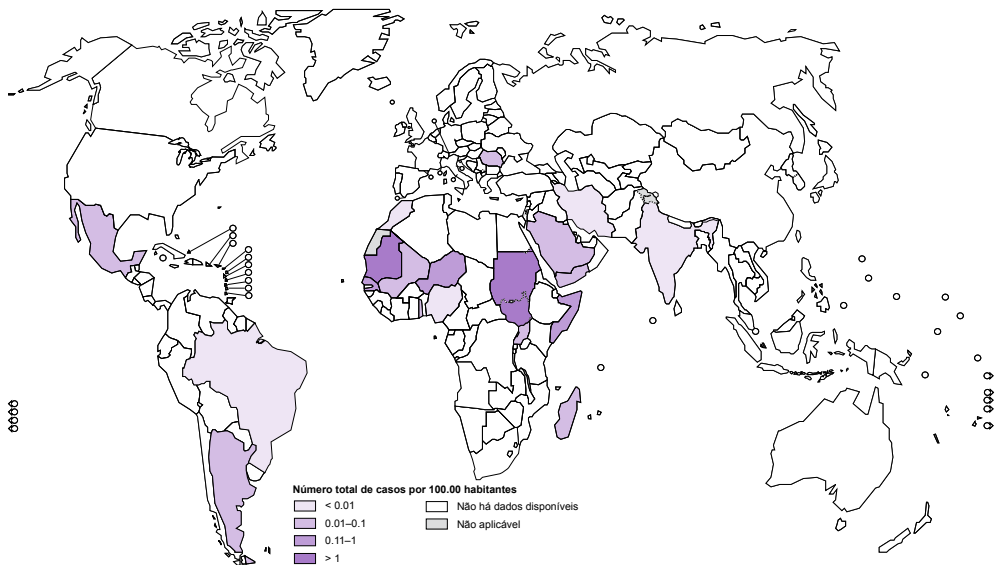 Número total de casos por 100.00 habitantes
< 0.01
0.01–0.1
0.11–1
> 1
Não há dados disponíveis
Não aplicável